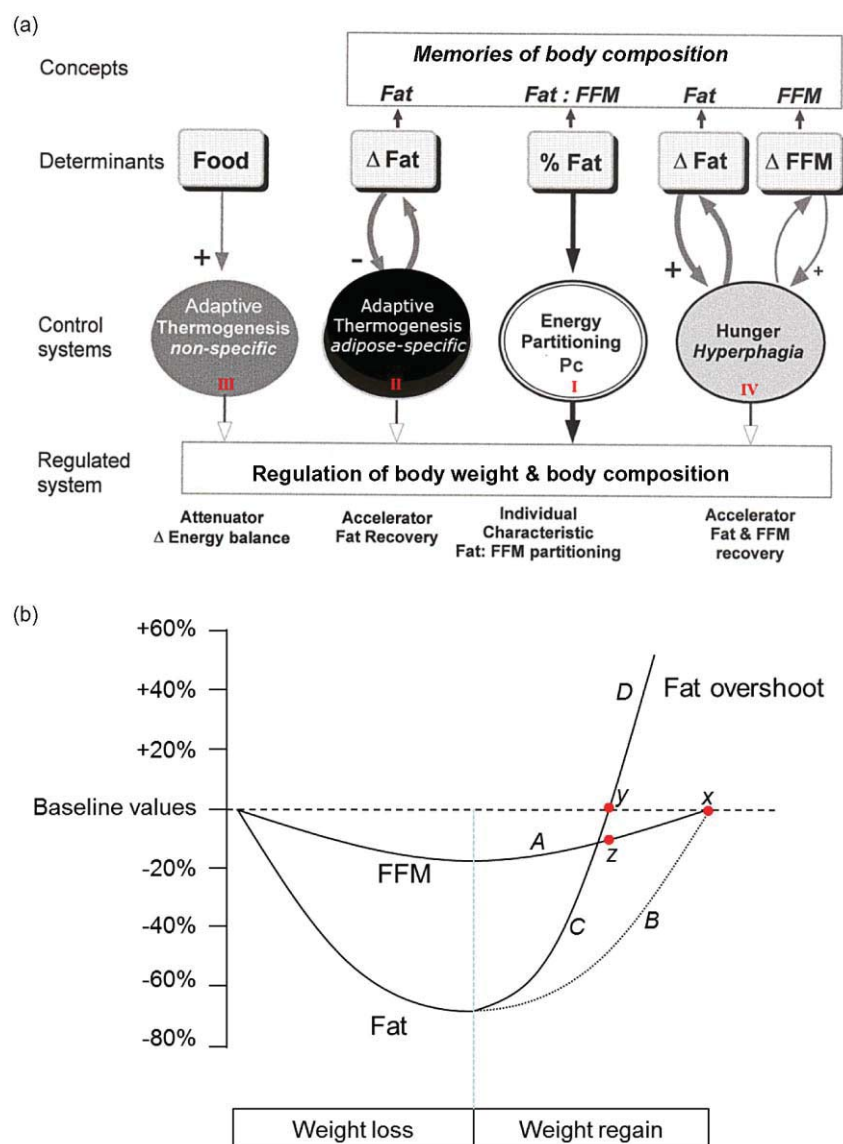 (a)
Concepts
Memories of body composition
Fat Fat : FFM Fat FFM
Determinants
Food Δ Fat % Fat Δ Fat Δ FFM
+ - + +
Control
systems
Adaptive
Thermogenesis
non-specific
III
Adaptive
Thermogenesis
adipose-specific
II
Energy
Partitioning
Pc
I
Hunger
Hyperphagia
IV
Regulated
system
Regulation of body weight & body composition
Attenuator
Δ Energy balance
Accelerator
Fat Recovery
Individual
Characteristic
Fat: FFM partitioning
Accelerator
Fat & FFM
recovery
(b)
+60%
+40%
+20%
Baseline values
-20%
-40%
-60%
-80%
D
Fat overshoot
y
x
A
z
FFM
C
B
Fat
Weight loss Weight regain